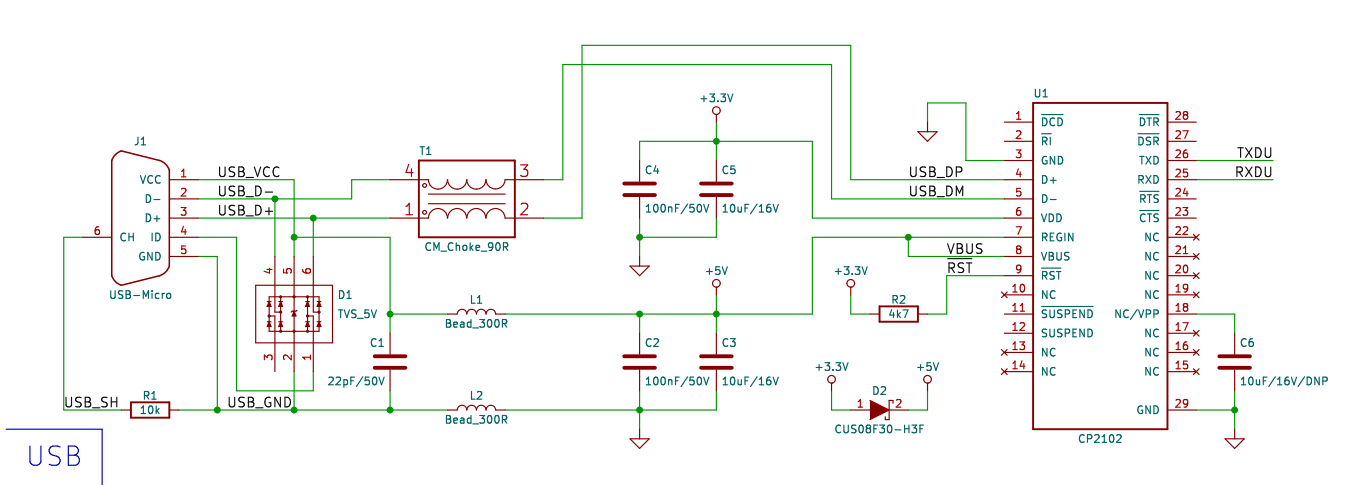 U1
+3.3V
1 DCD DTR 28
2 RI DSR 27
J1
T1
3 GND TXD 26 TXDU
4 3 C4 C5 USB_DP 4 D+ RXD 25 RXDU
VCC 1 USB_VCC
D- 2 USB_D- USB_DM 5 D- RTS 24
100nF/50V 10uF/16V
D+ 3 USB_D+ 1 2 6 VDD CTS 23
6 CH ID 4 7 REGIN NC 22
CM_Choke_90R
GND 5 VBUS 8 VBUS NC 21
4 5 6 +3.3V RST 9 RST NC 20
+5V
USB-Micro D1 10 NC NC 19
L1 R2
TVS_5V 4k7 11 SUSPEND NC/VPP 18
Bead_300R
12 SUSPEND NC 17
C1 C2 C3 C6
3 2 1 13 NC NC 16
+3.3V +5V
14 NC NC 15
22pF/50V 100nF/50V 10uF/16V 10uF/16V/DNP
D2
R1 L2
USB_SH 10k USB_GND 1 2 GND 29
Bead_300R
CUS08F30-H3F
CP2102
USB